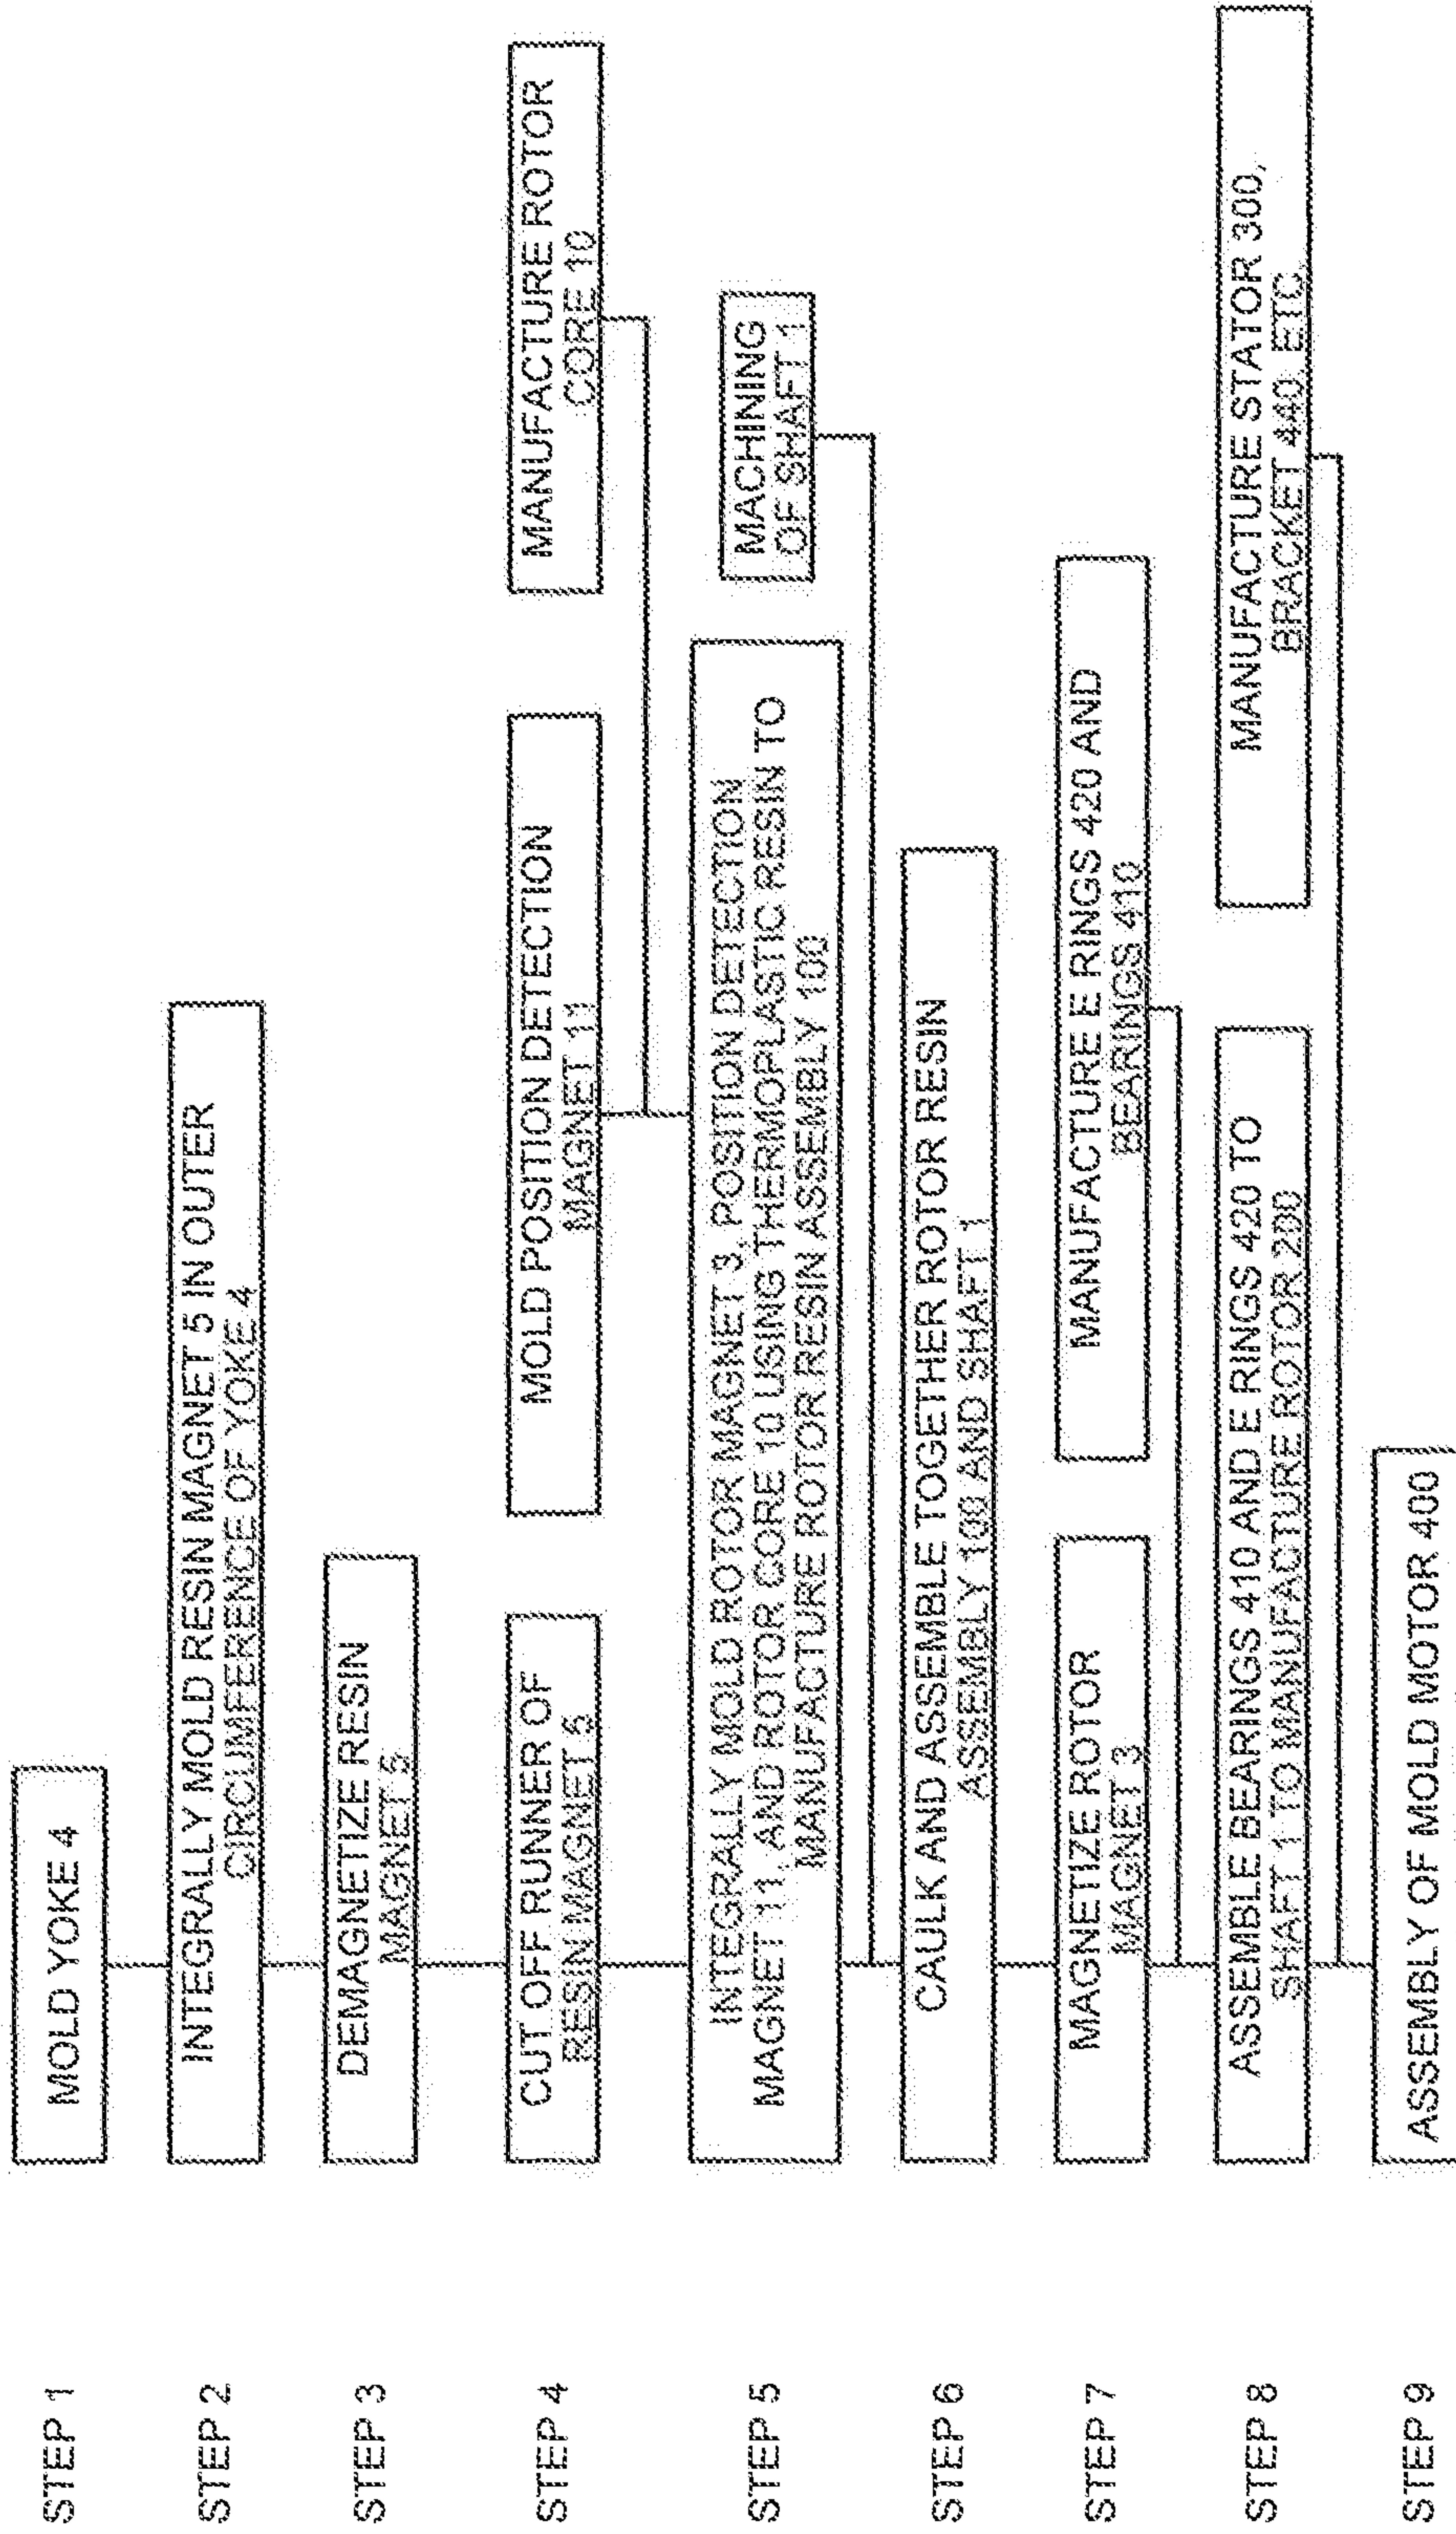 STEP 1
MOLD YOKE 4
STEP 2
INTEGRALLY MOLD RESIN MAGNET 5 IN OUTER
CIRCUMFERENCE OF YOKE 4
STEP 3
DEMAGNETIZE RESIN
MAGNET 5
STEP 4
CUT OFF RUNNER OF
RESIN MAGNET 5
MOLD POSITION DETECTION
MAGNET 11
MANUFACTURE ROTOR
CORE 10
STEP 5
INTEGRALLY MOLD ROTOR MAGNET 3, POSITION DETECTION
MAGNET 11, AND ROTOR CORE 10 USING THERMOPLASTIC RESIN TO
MANUFACTURE ROTOR RESIN ASSEMBLY 100
MACHINING
OF SHAFT 1
STEP 6
CAULK AND ASSEMBLE TOGETHER ROTOR RESIN
ASSEMBLY 100 AND SHAFT 1
STEP 7
MAGNETIZE ROTOR
MAGNET 3
MANUFACTURE E RINGS 420 AND
BEARINGS 410
STEP 8
ASSEMBLE BEARINGS 410 AND E RINGS 420 TO
SHAFT 1 TO MANUFACTURE ROTOR 200
MANUFACTURE STATOR 300,
BRACKET 440, ETC.
STEP 9
ASSEMBLY OF MOLD MOTOR 400